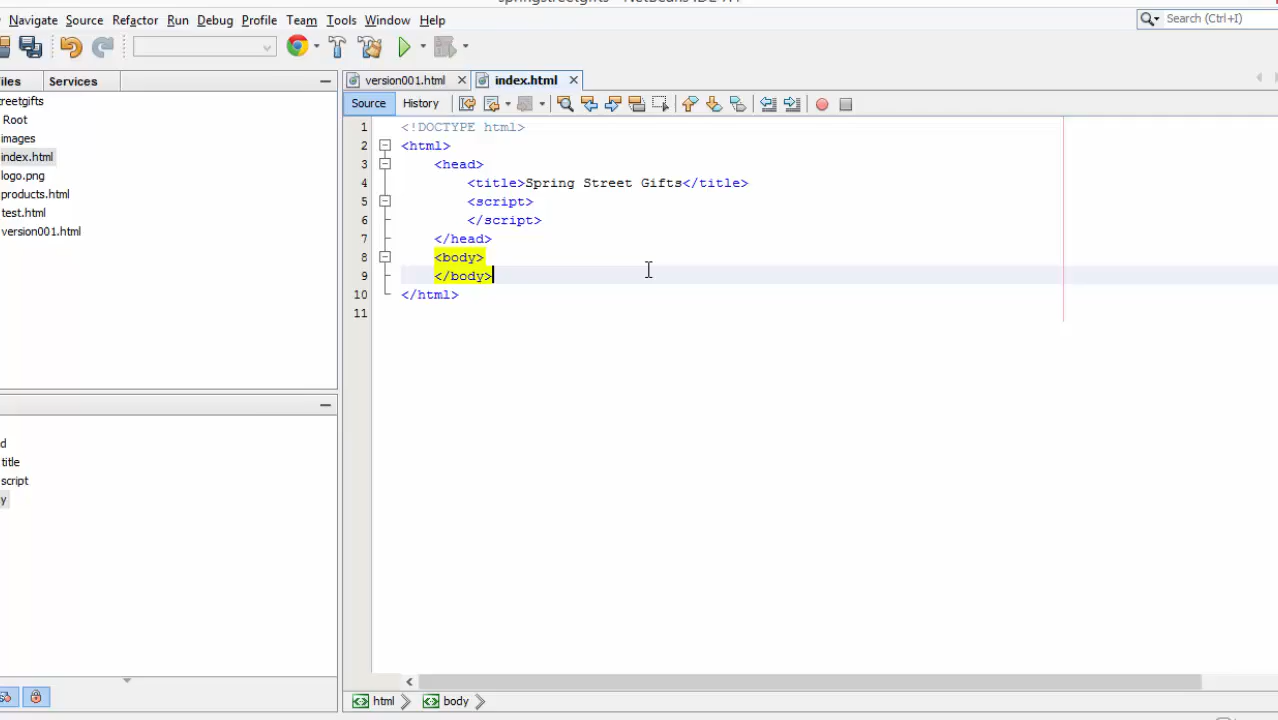 Navigate Source Refactor Run Debug Profile Team Tools Window Help
Search (Ctrl+I)
Services
version001.html
index.html
Source History
reetgifts
Root
images
index.html
logo.png
products.html
test.html
version001.html
1 <!DOCTYPE html>
2 <html>
3 <head>
4 <title>Spring Street Gifts</title>
5 <script>
6 </script>
7 </head>
8 <body>
9 </body>
10 </html>
11
d
title
script
y
html body